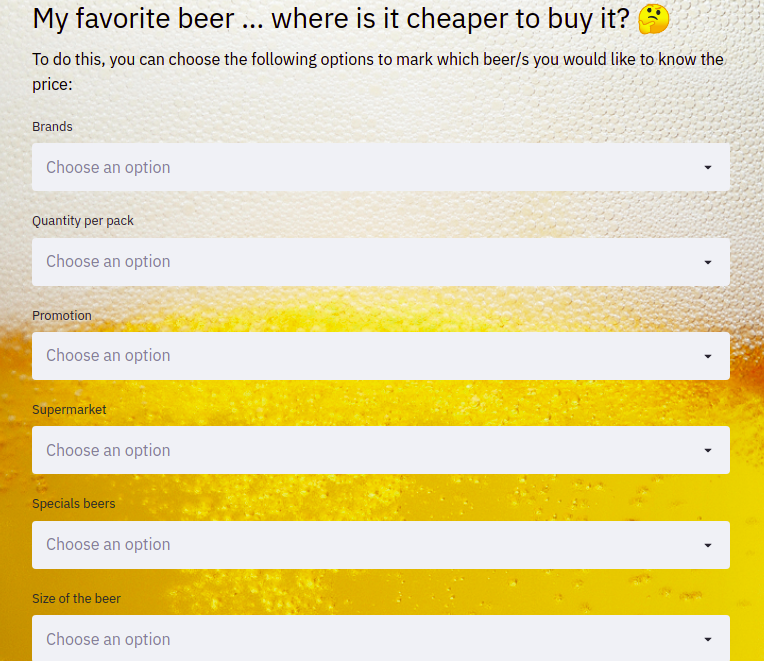 My favorite beer ... where is it cheaper to buy it? 🤔
To do this, you can choose the following options to mark which beer/s you would like to know the
price:
Brands
Choose an option
Quantity per pack
Choose an option
Promotion
Choose an option
Supermarket
Choose an option
Specials beers
Choose an option
Size of the beer
Choose an option